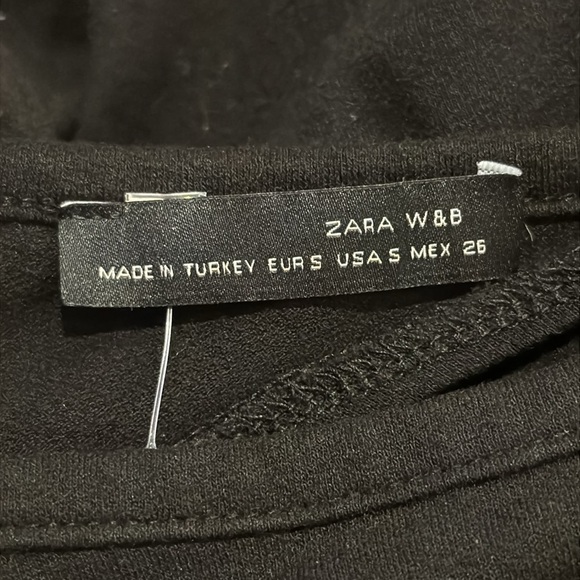 ZARA W&B
MADE IN TURKEY EUR S USA S MEX 26